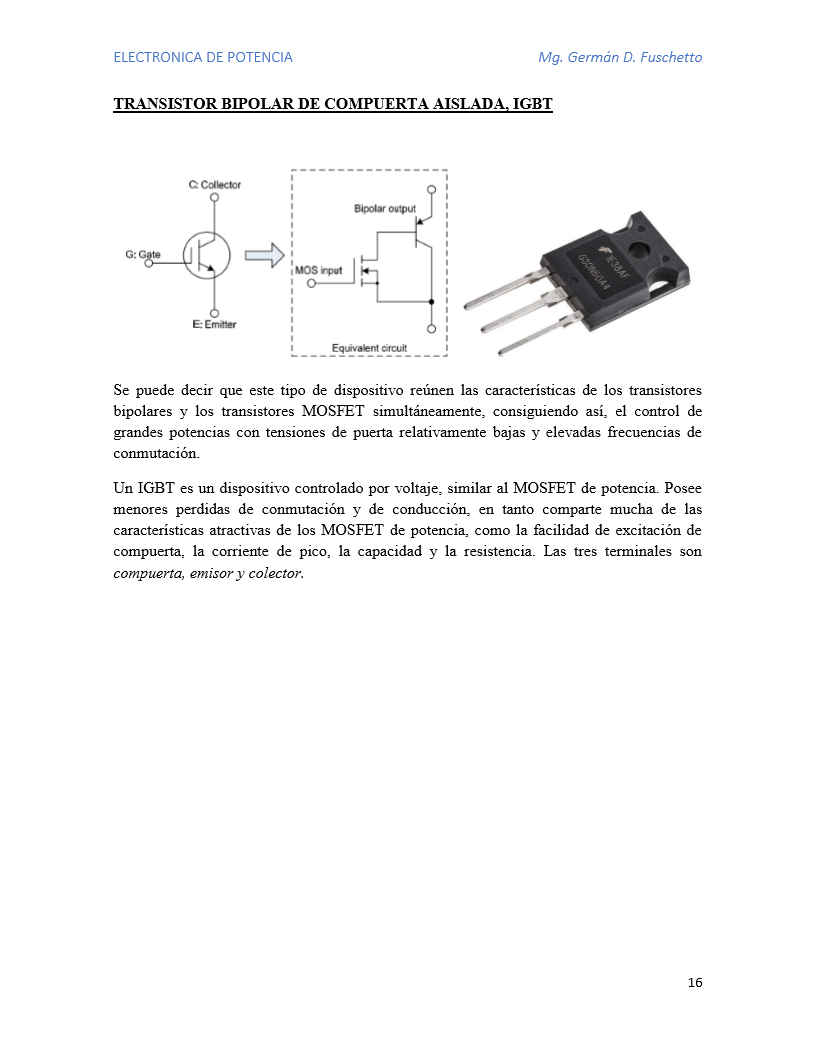 ELECTRONICA DE POTENCIA Mg. Germán D. Fuschetto
TRANSISTOR BIPOLAR DE COMPUERTA AISLADA, IGBT
C: Collector
Bipolar output
G: Gate
MOS input
E: Emitter
Equivalent circuit
1E38AF
G30N60A4
Se puede decir que este tipo de dispositivo reúnen las características de los transistores
bipolares y los transistores MOSFET simultáneamente, consiguiendo así, el control de
grandes potencias con tensiones de puerta relativamente bajas y elevadas frecuencias de
conmutación.
Un IGBT es un dispositivo controlado por voltaje, similar al MOSFET de potencia. Posee
menores perdidas de conmutación y de conducción, en tanto comparte mucha de las
características atractivas de los MOSFET de potencia, como la facilidad de excitación de
compuerta, la corriente de pico, la capacidad y la resistencia. Las tres terminales son
compuerta, emisor y colector.
16